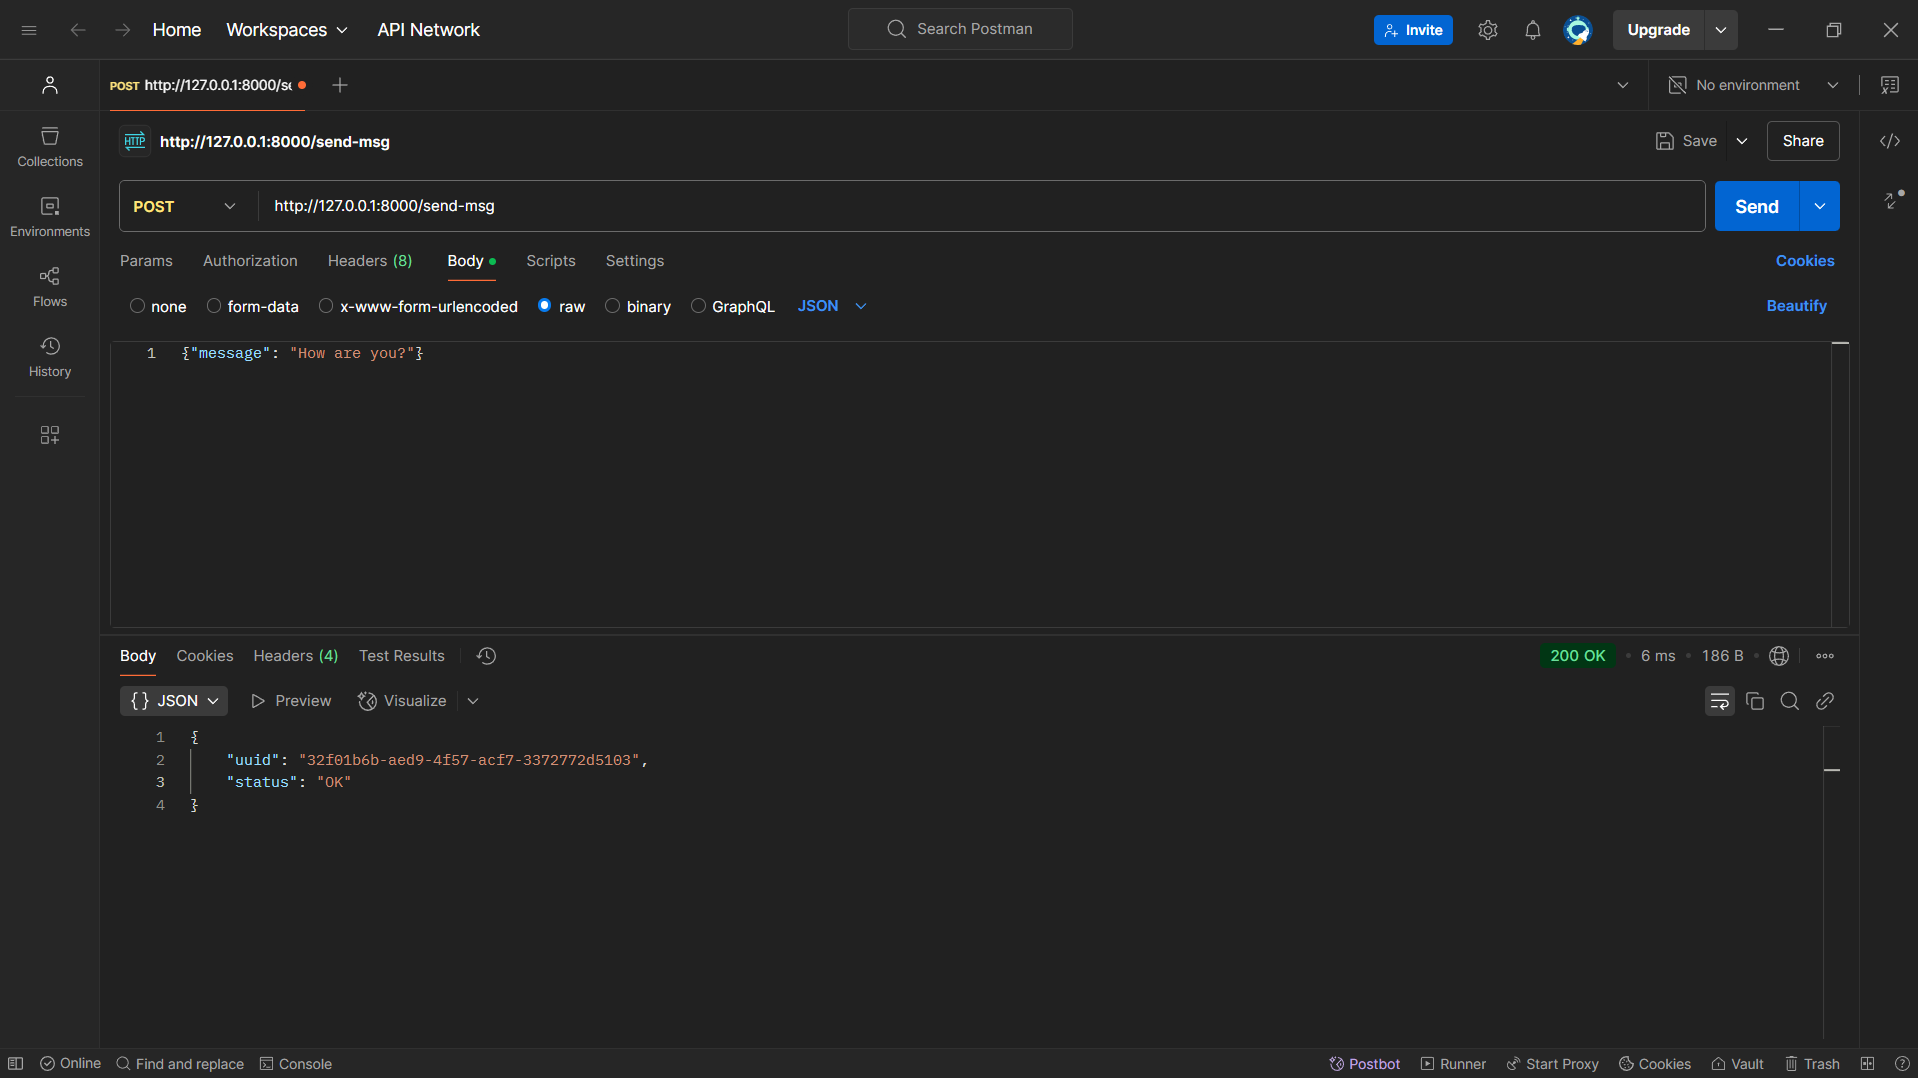 Home Workspaces API Network Search Postman Invite Upgrade
POST http://127.0.0.1:8000/se No environment
HTTP http://127.0.0.1:8000/send-msg Save Share
Collections
POST http://127.0.0.1:8000/send-msg Send
Environments
Params Authorization Headers (8) Body Scripts Settings Cookies
Flows
none form-data x-www-form-urlencoded raw binary GraphQL JSON Beautify
History
1 {"message": "How are you?"}
Body Cookies Headers (4) Test Results 200 OK • 6 ms • 186 B
{} JSON Preview Visualize
1 {
2 "uuid": "32f01b6b-aed9-4f57-acf7-3372772d5103",
3 "status": "OK"
4 }
Online Find and replace Console Postbot Runner Start Proxy Cookies Vault Trash